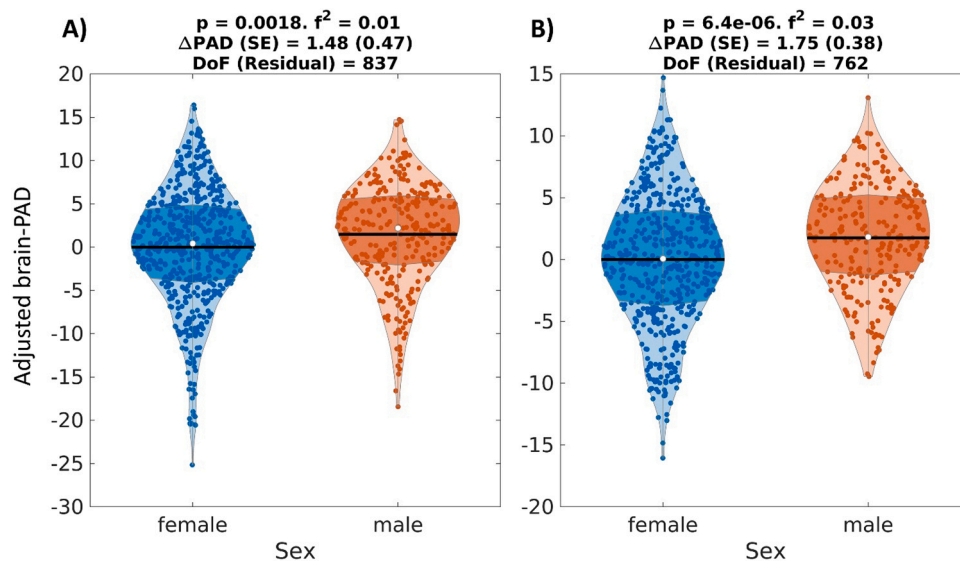 A)
p = 0.0018. f² = 0.01
ΔPAD (SE) = 1.48 (0.47)
DoF (Residual) = 837
20
15
10
5
0
-5
-10
-15
-20
-25
-30
Adjusted brain-PAD
female
male
Sex
B)
p = 6.4e-06. f² = 0.03
ΔPAD (SE) = 1.75 (0.38)
DoF (Residual) = 762
15
10
5
0
-5
-10
-15
-20
female
male
Sex